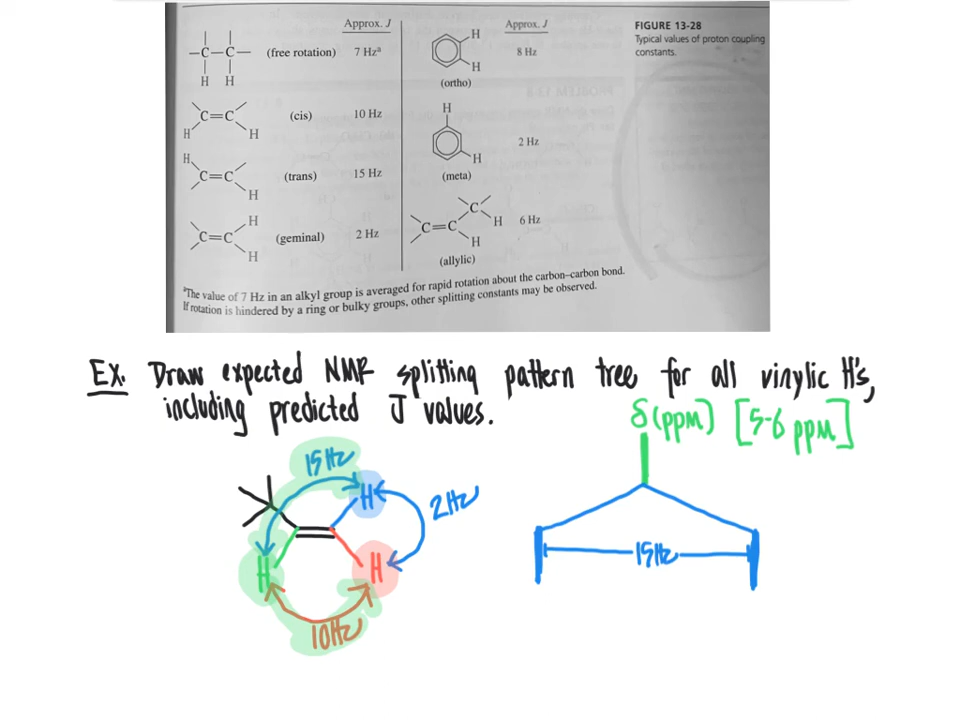 Approx. J
Approx. J
FIGURE 13-28
Typical values of proton coupling
constants.
–C–C– (free rotation) 7 Hzᵃ
H H
H
H
(ortho)
8 Hz
C=C
H
H
(cis)
10 Hz
H
H
(meta)
2 Hz
H
C=C
H
(trans)
15 Hz
H
C=C
H
(geminal)
2 Hz
C
C=C
H
H
(allylic)
6 Hz
ᵃThe value of 7 Hz in an alkyl group is averaged for rapid rotation about the carbon–carbon bond.
If rotation is hindered by a ring or bulky groups, other splitting constants may be observed.
Ex. Draw expected NMR splitting pattern tree for all vinylic H's,
including predicted J values.
δ(ppm) [5-6 ppm]
15Hz
H
2Hz
H
H
10Hz
15Hz